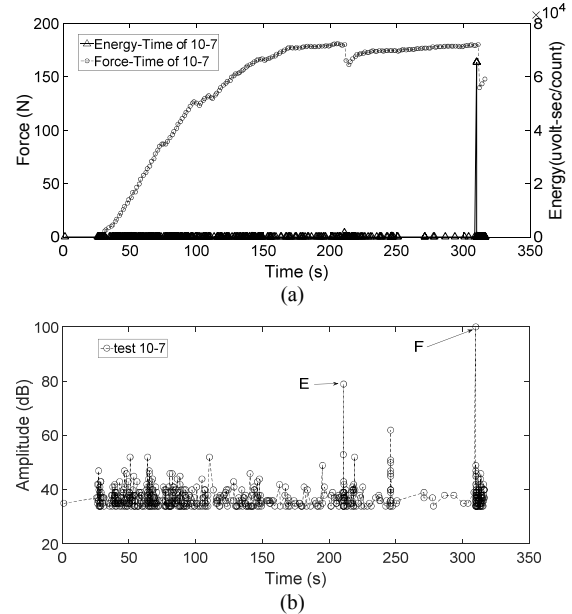 ×10⁴
200 8
Energy-Time of 10-7
Force-Time of 10-7
150 6
100 4
50 2
0 0
Force (N)
Energy(uvolt-sec/count)
0 50 100 150 200 250 300 350
Time (s)
(a)
100
test 10-7
F
80
E
60
40
20
Amplitude (dB)
0 50 100 150 200 250 300 350
Time (s)
(b)